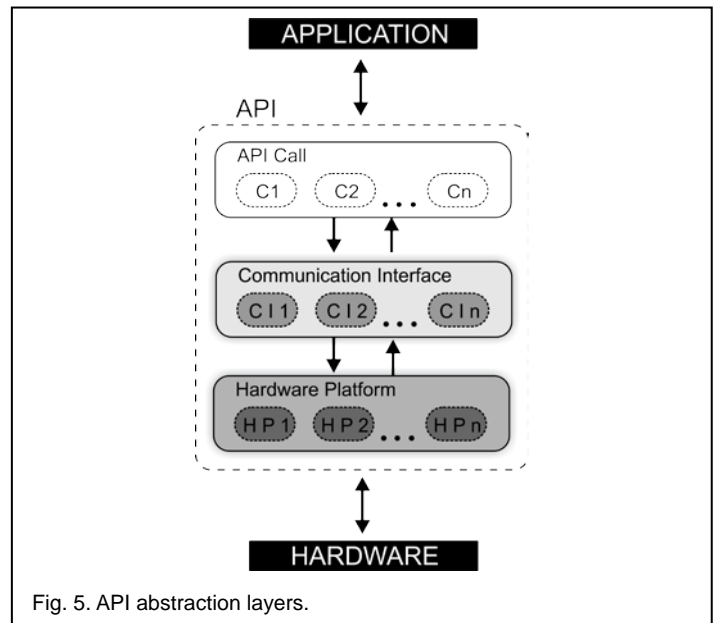 APPLICATION
API
API Call
C1 C2 ... Cn
Communication Interface
CI1 CI2 ... CIn
Hardware Platform
HP1 HP2 ... HPn
HARDWARE
Fig. 5. API abstraction layers.